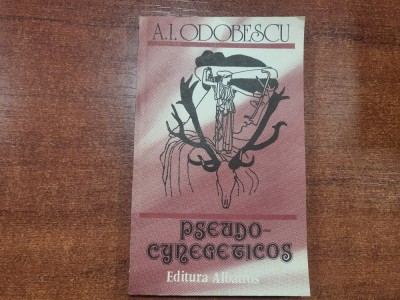 A.I. ODOBESCU
PSEUDO-
CYNEGETICOS
Editura Albatros